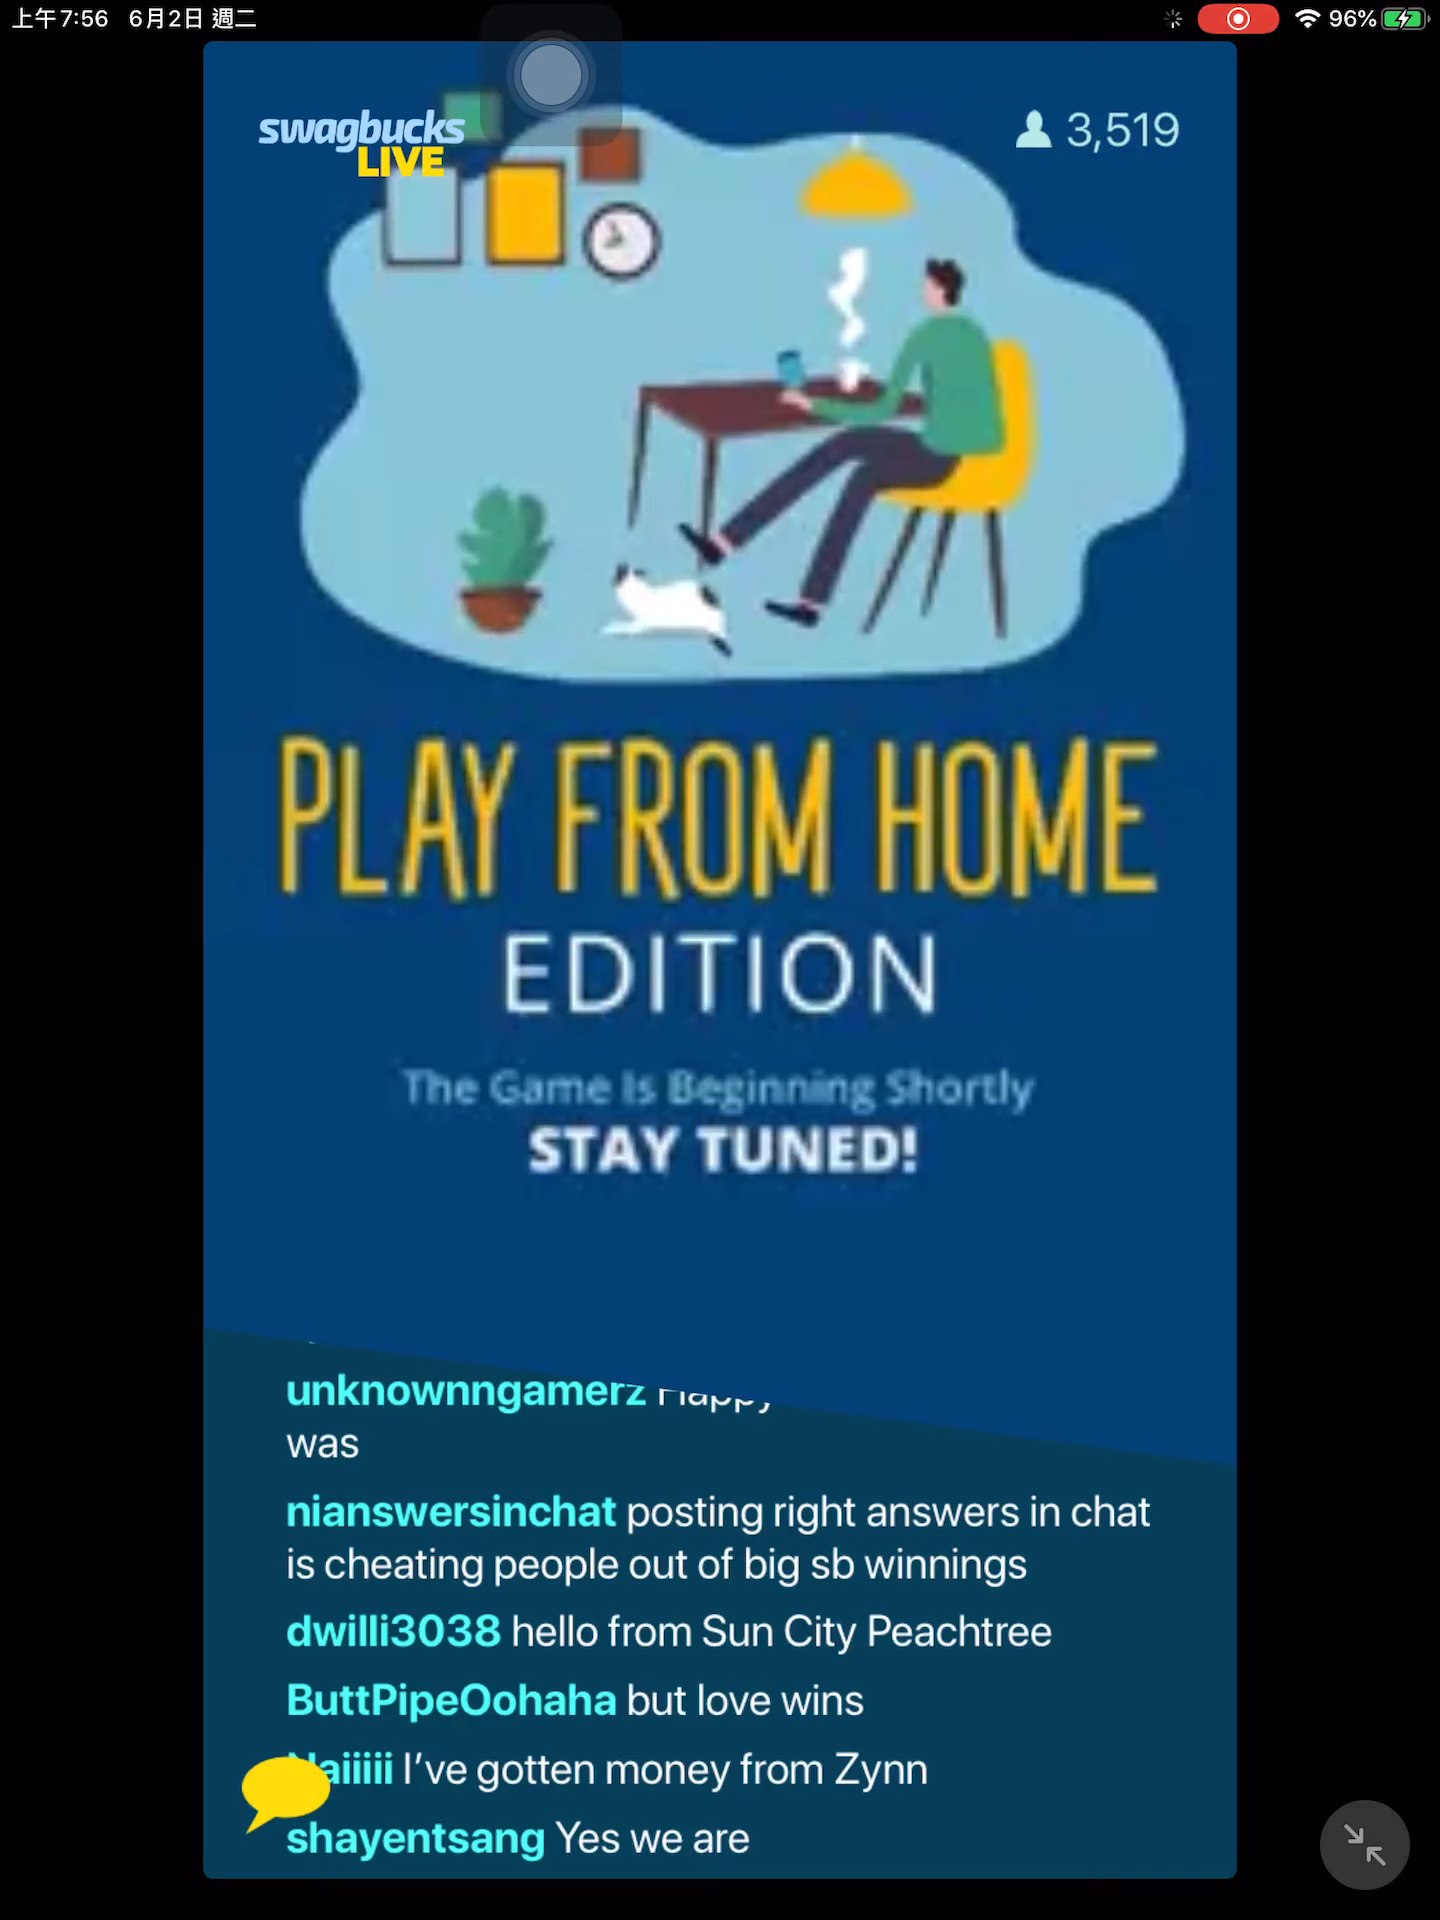 上午7:56 6月2日 週二
96%
swagbucks
LIVE
3,519
PLAY FROM HOME
EDITION
The Game Is Beginning Shortly
STAY TUNED!
unknownngamerz Happy
was
nianswersinchat posting right answers in chat
is cheating people out of big sb winnings
dwilli3038 hello from Sun City Peachtree
ButtPipeOohaha but love wins
I've gotten money from Zynn
shayentsang Yes we are